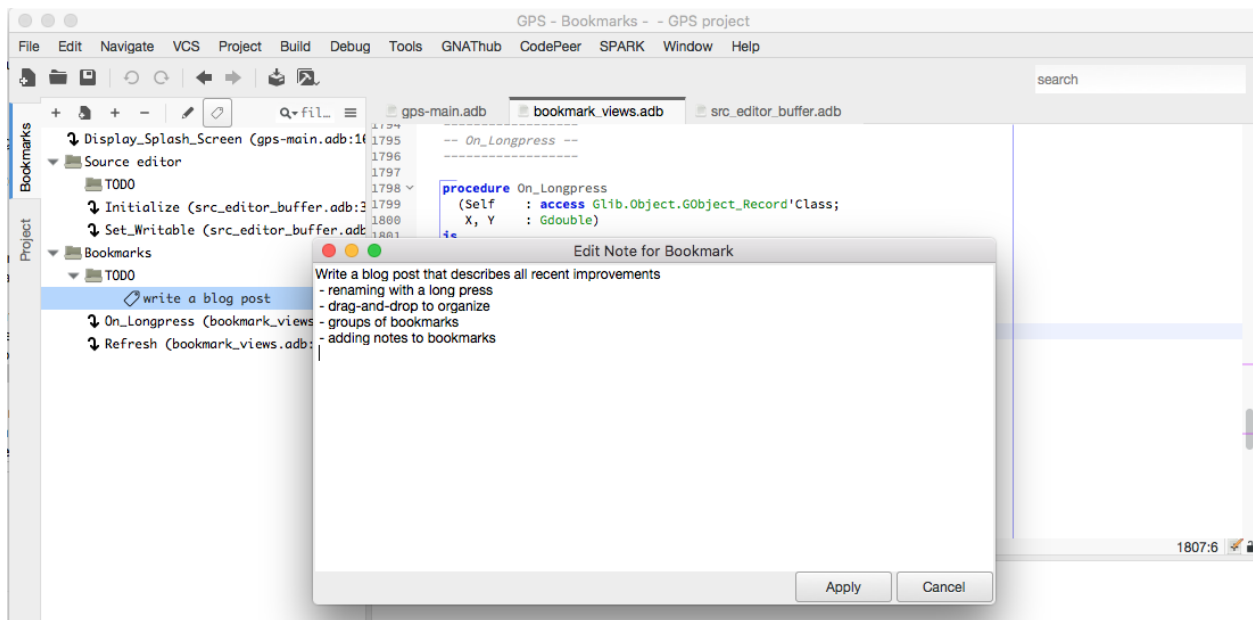 GPS - Bookmarks - - GPS project
File Edit Navigate VCS Project Build Debug Tools GNAThub CodePeer SPARK Window Help
search
Q▾fil…
gps-main.adb bookmark_views.adb src_editor_buffer.adb
Bookmarks
Project
Display_Splash_Screen (gps-main.adb:16
Source editor
TODO
Initialize (src_editor_buffer.adb:3
Set_Writable (src_editor_buffer.adb
Bookmarks
TODO
write a blog post
On_Longpress (bookmark_views
Refresh (bookmark_views.adb:
1794 ------------------
1795 -- On_Longpress --
1796 ------------------
1797
1798 procedure On_Longpress
1799 (Self : access Glib.Object.GObject_Record'Class;
1800 X, Y : Gdouble)
1801 is
Edit Note for Bookmark
Write a blog post that describes all recent improvements
- renaming with a long press
- drag-and-drop to organize
- groups of bookmarks
- adding notes to bookmarks
Apply Cancel
1807:6